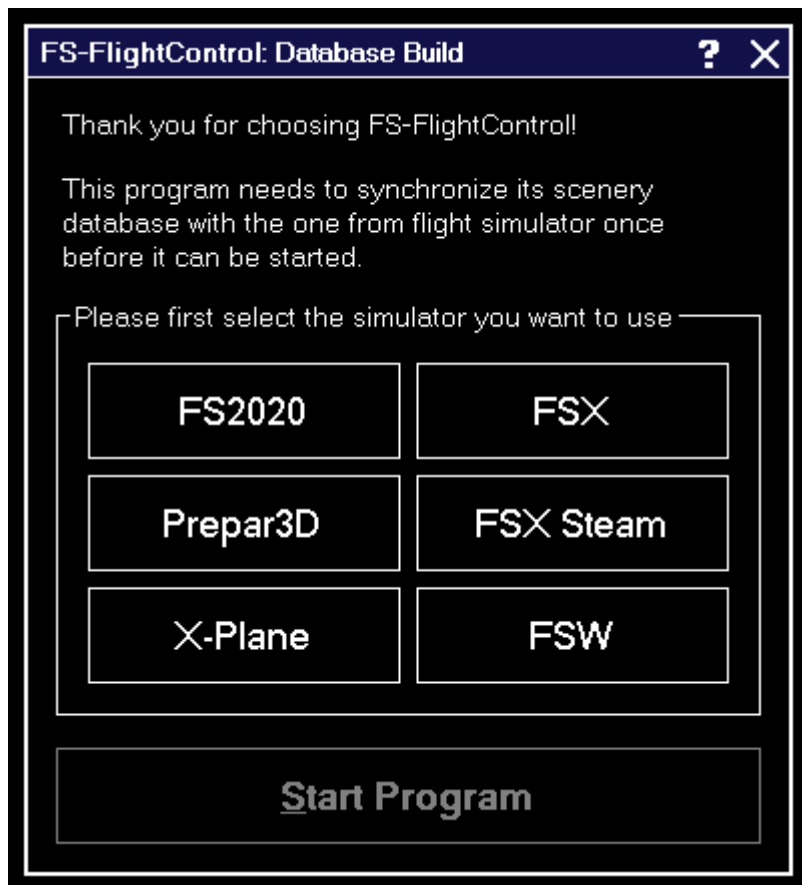 FS-FlightControl: Database Build ? X
Thank you for choosing FS-FlightControl!
This program needs to synchronize its scenery
database with the one from flight simulator once
before it can be started.
Please first select the simulator you want to use
FS2020 FSX
Prepar3D FSX Steam
X-Plane FSW
Start Program